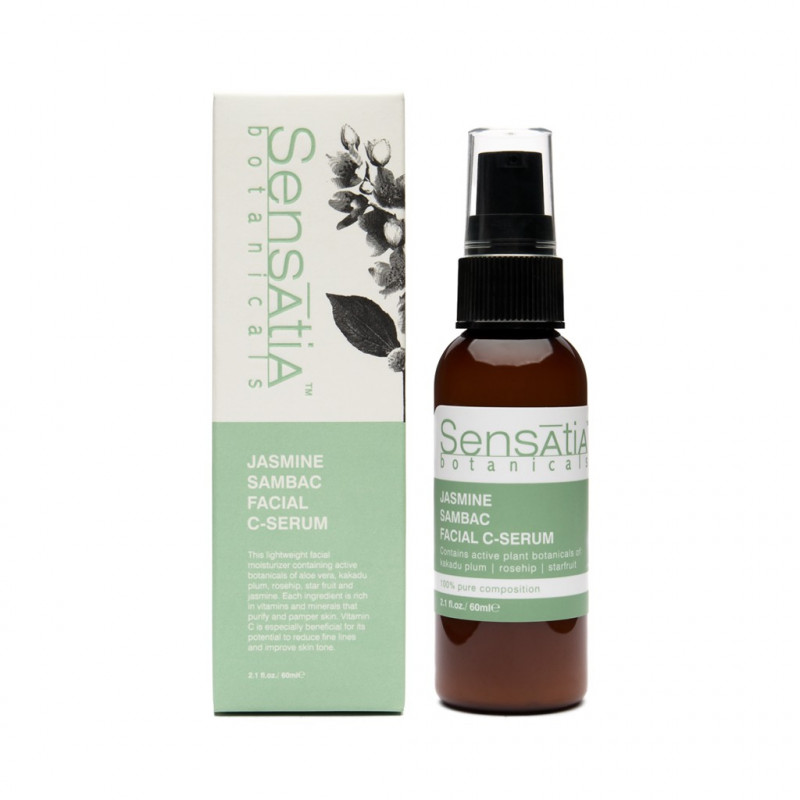 SensAtiA™
botanicals
JASMINE
SAMBAC
FACIAL
C-SERUM
This lightweight facial
moisturizer containing active
botanicals of aloe vera, kakadu
plum, rosehip, star fruit and
jasmine. Each ingredient is rich
in vitamins and minerals that
purify and pamper skin. Vitamin
C is especially beneficial for its
potential to reduce fine lines
and improve skin tone.
2.1 fl.oz./ 60ml℮
SensĀtiA
botanicals
JASMINE
SAMBAC
FACIAL C-SERUM
Contains active plant botanicals of
kakadu plum | rosehip | starfruit
100% pure composition
2.1 fl.oz./ 60ml℮